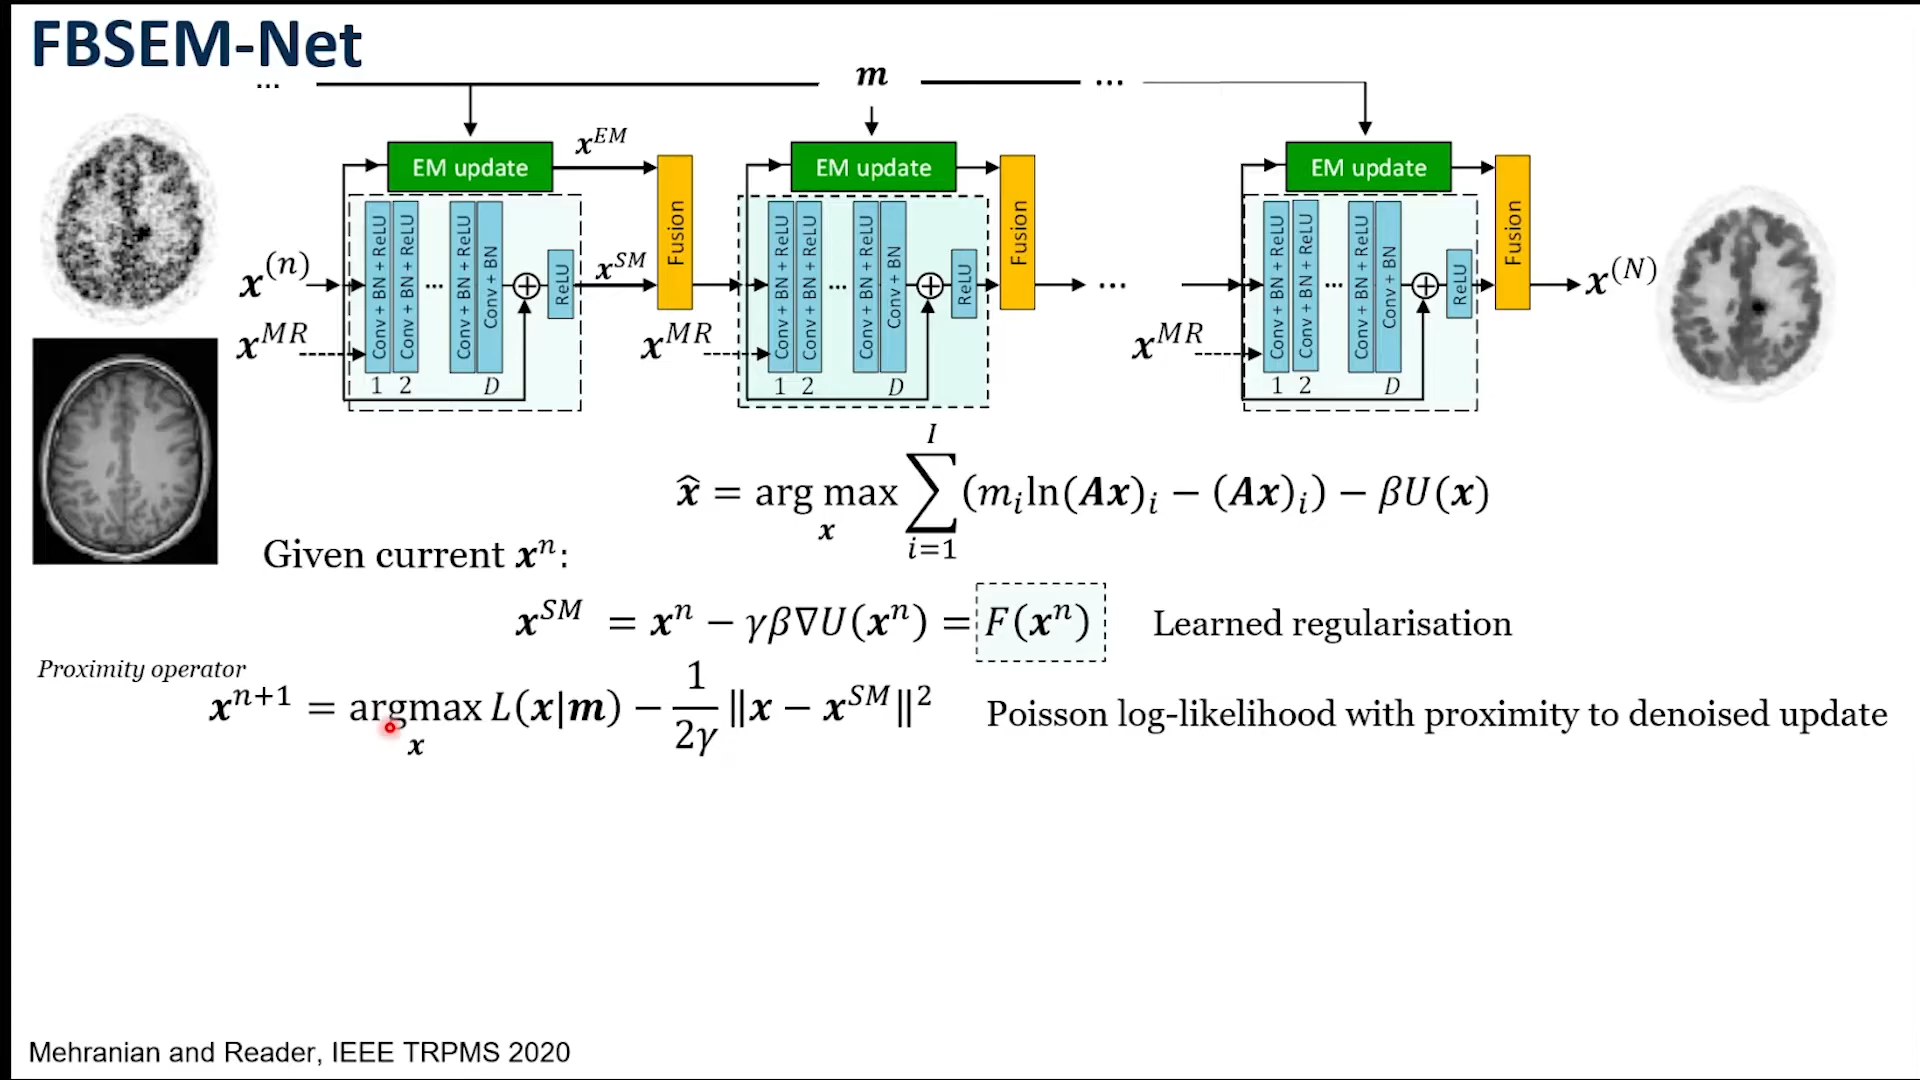 FBSEM-Net
... m ...
EM update x^{EM} EM update EM update
Conv + BN + ReLU Conv + BN + ReLU ... Conv + BN + ReLU Conv + BN ⊕ ReLU Fusion
Conv + BN + ReLU Conv + BN + ReLU ... Conv + BN + ReLU Conv + BN ⊕ ReLU Fusion
Conv + BN + ReLU Conv + BN + ReLU ... Conv + BN + ReLU Conv + BN ⊕ ReLU Fusion
x^{(n)} x^{SM} ... x^{(N)}
x^{MR} x^{MR} x^{MR}
1 2 D 1 2 D 1 2 D
x̂ = arg max_x ∑_{i=1}^{I} (m_i ln(Ax)_i − (Ax)_i) − βU(x)
Given current x^n:
x^{SM} = x^n − γβ∇U(x^n) = F(x^n) Learned regularisation
Proximity operator
x^{n+1} = argmax_x L(x|m) − 1/2γ ‖x − x^{SM}‖² Poisson log-likelihood with proximity to denoised update
Mehranian and Reader, IEEE TRPMS 2020